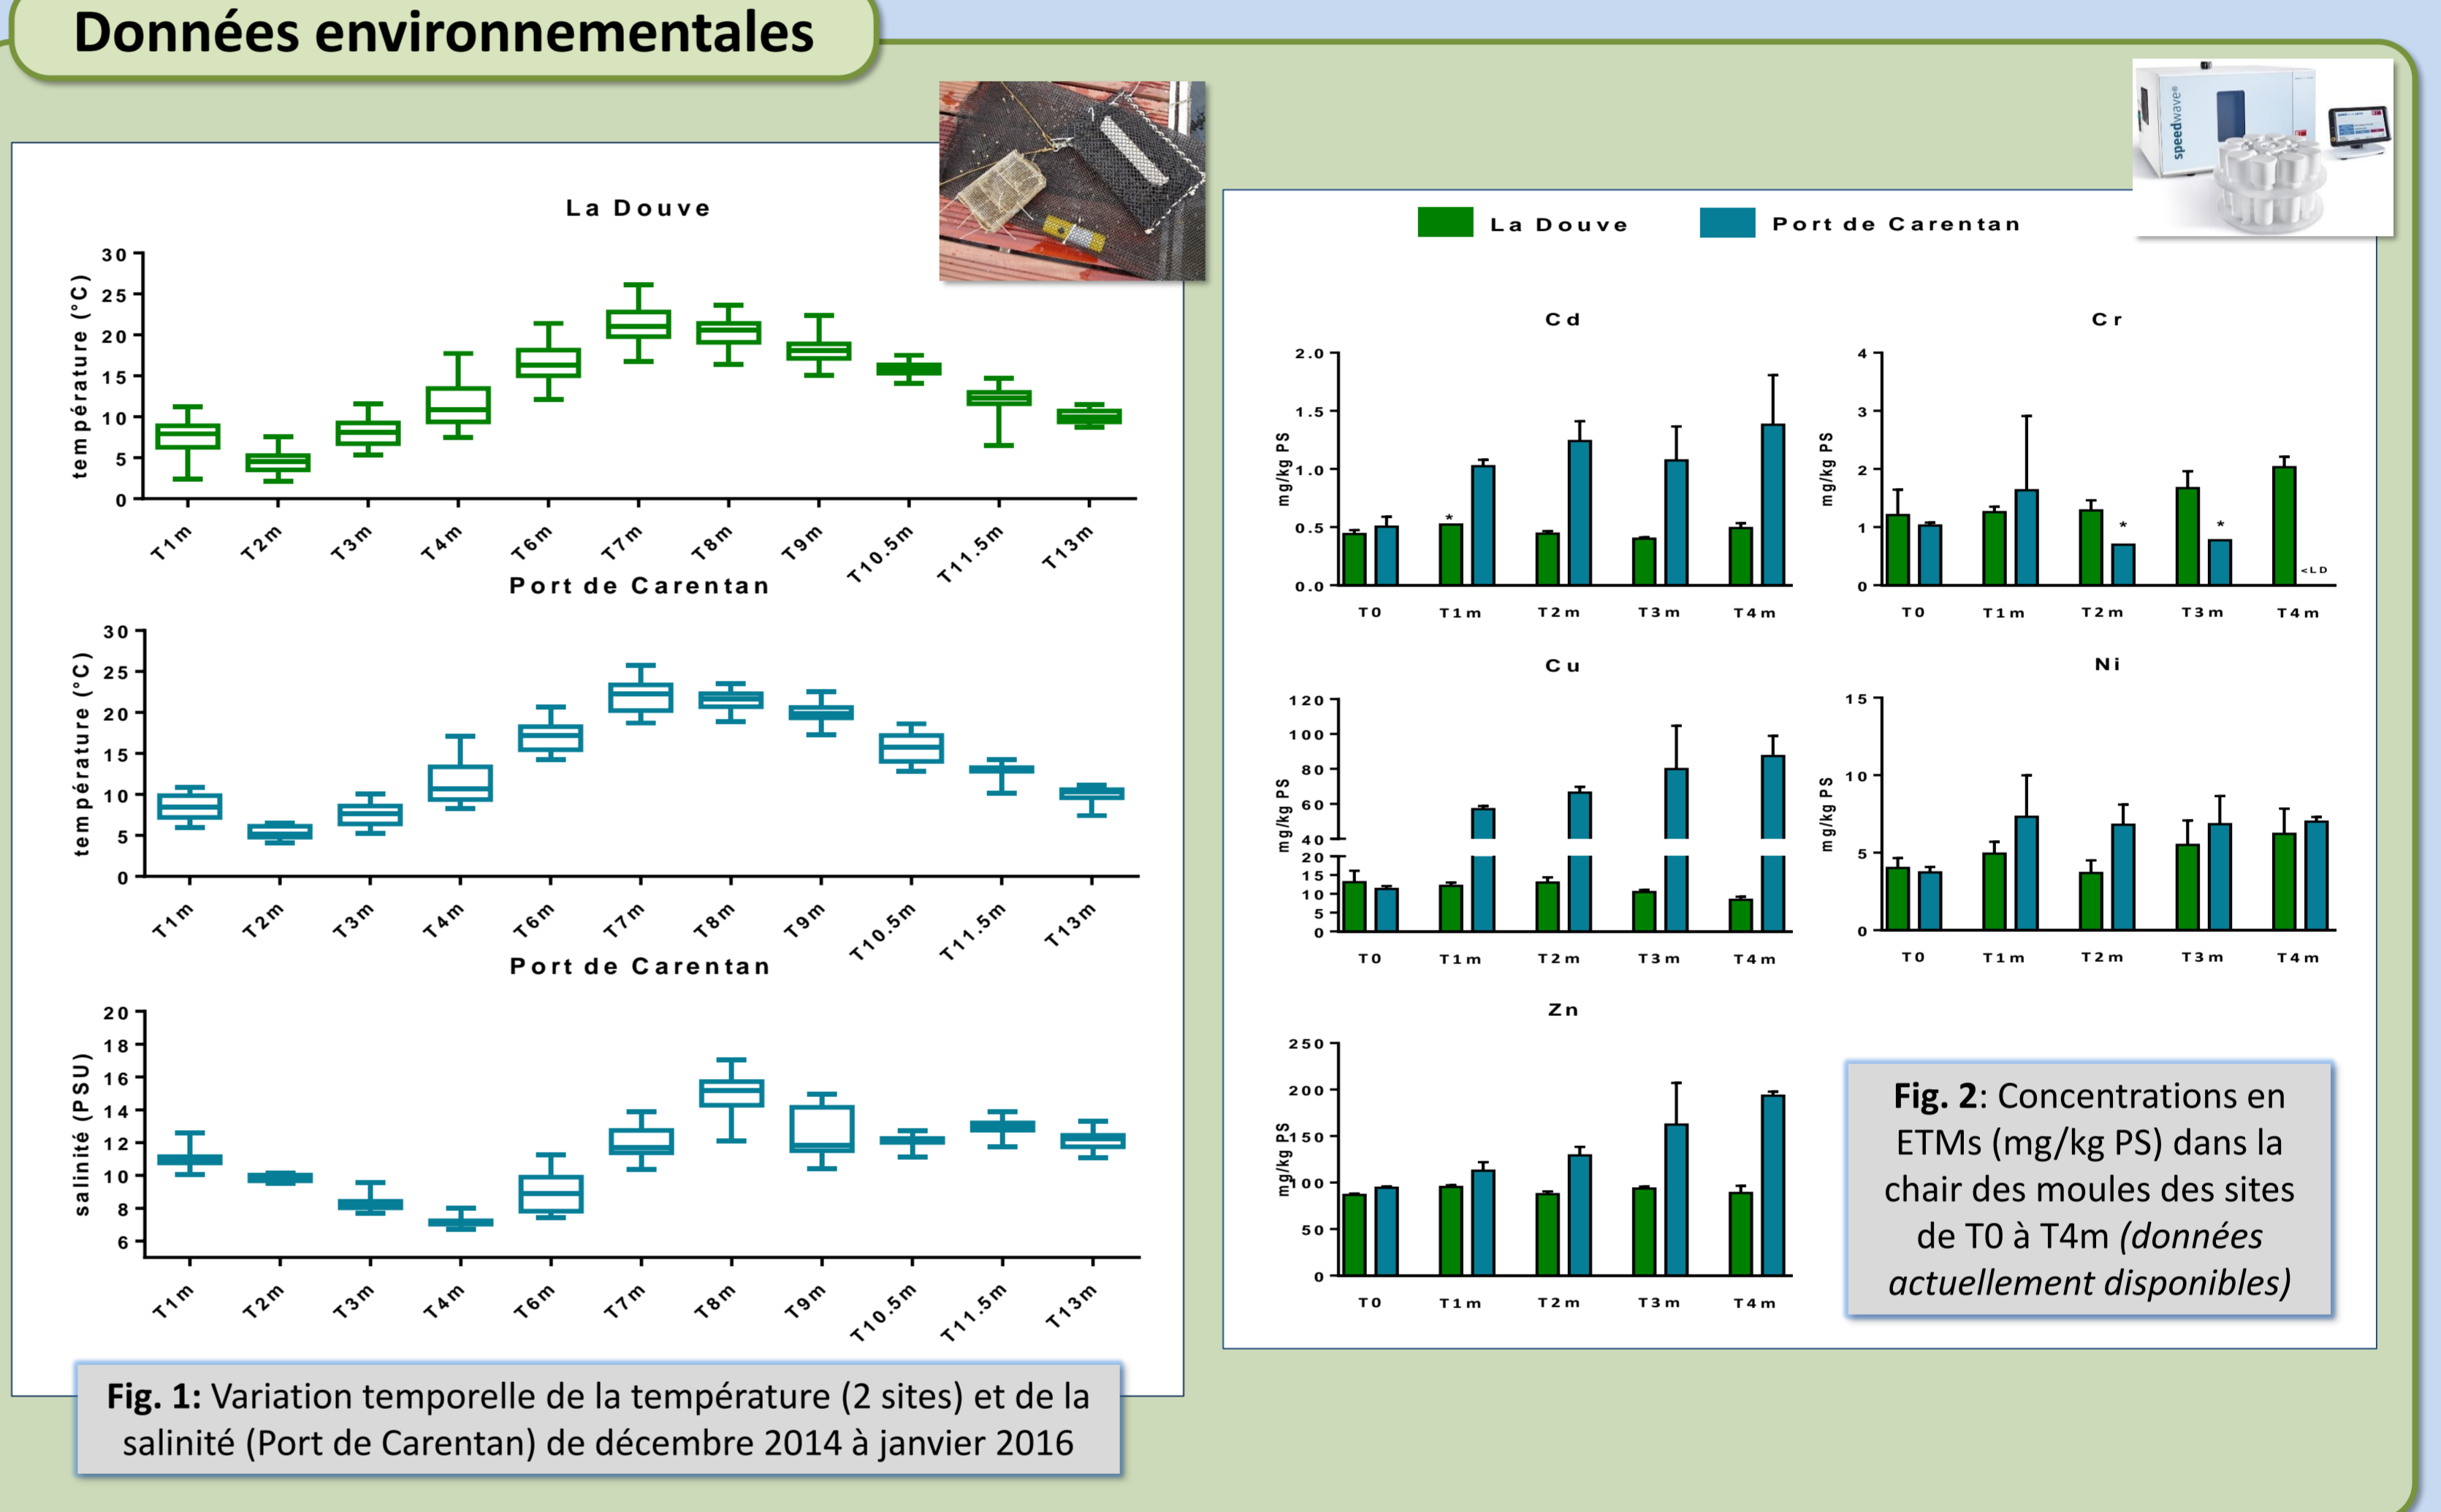 Données environnementales
La Douve
température (°C)
30
25
20
15
10
5
0
T1m T2m T3m T4m T6m T7m T8m T9m T10.5m T11.5m T13m
Port de Carentan
température (°C)
30
25
20
15
10
5
0
T1m T2m T3m T4m T6m T7m T8m T9m T10.5m T11.5m T13m
Port de Carentan
salinité (PSU)
20
18
16
14
12
10
8
6
T1m T2m T3m T4m T6m T7m T8m T9m T10.5m T11.5m T13m
Fig. 1: Variation temporelle de la température (2 sites) et de la
salinité (Port de Carentan) de décembre 2014 à janvier 2016
speedwave®
La Douve Port de Carentan
Cd
mg/kg PS
2.0
1.5
1.0
0.5
0.0
*
T0 T1m T2m T3m T4m
Cr
mg/kg PS
4
3
2
1
0
* *
<LD
T0 T1m T2m T3m T4m
Cu
mg/kg PS
120
100
80
60
40
20
15
10
5
0
T0 T1m T2m T3m T4m
Ni
mg/kg PS
15
10
5
0
T0 T1m T2m T3m T4m
Zn
mg/kg PS
250
200
150
100
50
0
T0 T1m T2m T3m T4m
Fig. 2: Concentrations en
ETMs (mg/kg PS) dans la
chair des moules des sites
de T0 à T4m (données
actuellement disponibles)